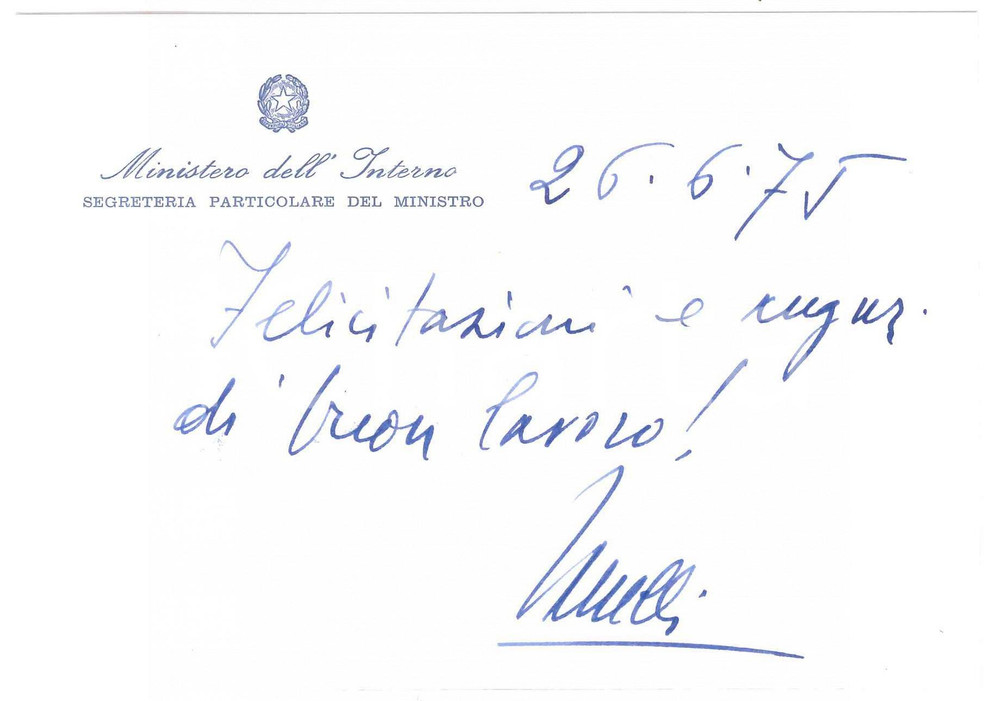 Ministero dell' Interno
SEGRETERIA PARTICOLARE DEL MINISTRO
26.6.75
Felicitazioni e auguri
di buon lavoro!